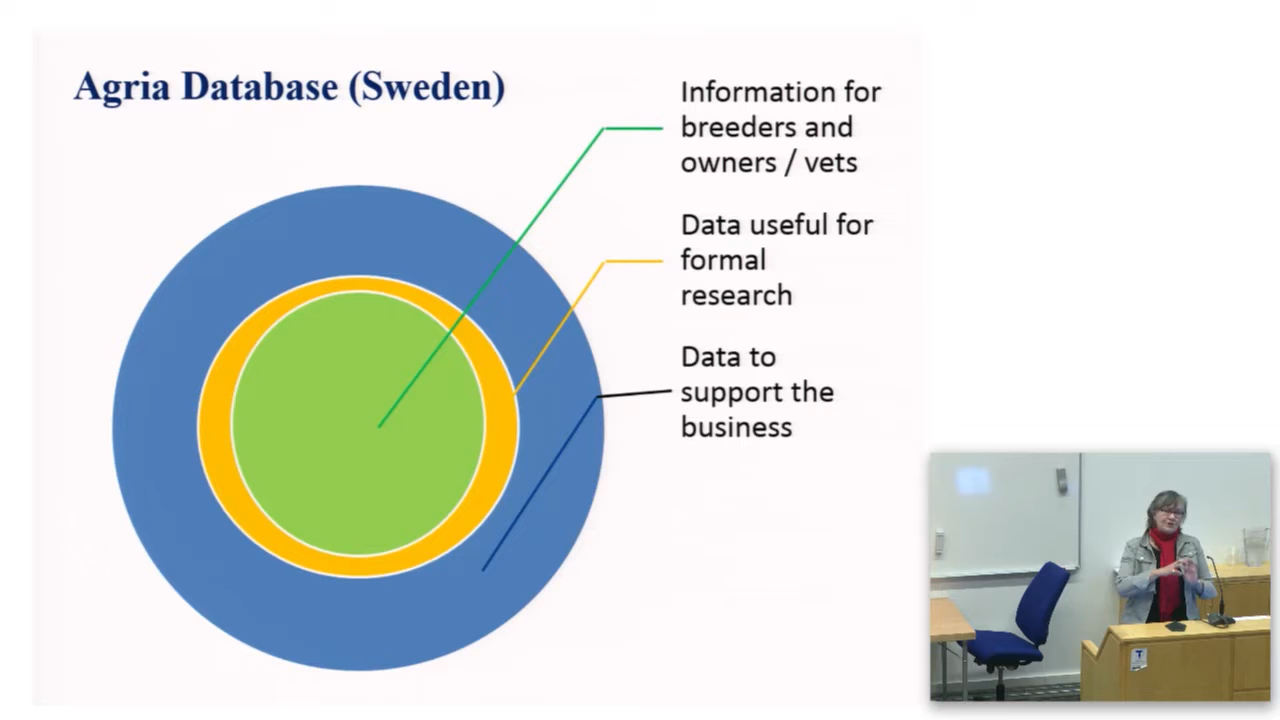 Agria Database (Sweden)
Information for
breeders and
owners / vets
Data useful for
formal
research
Data to
support the
business